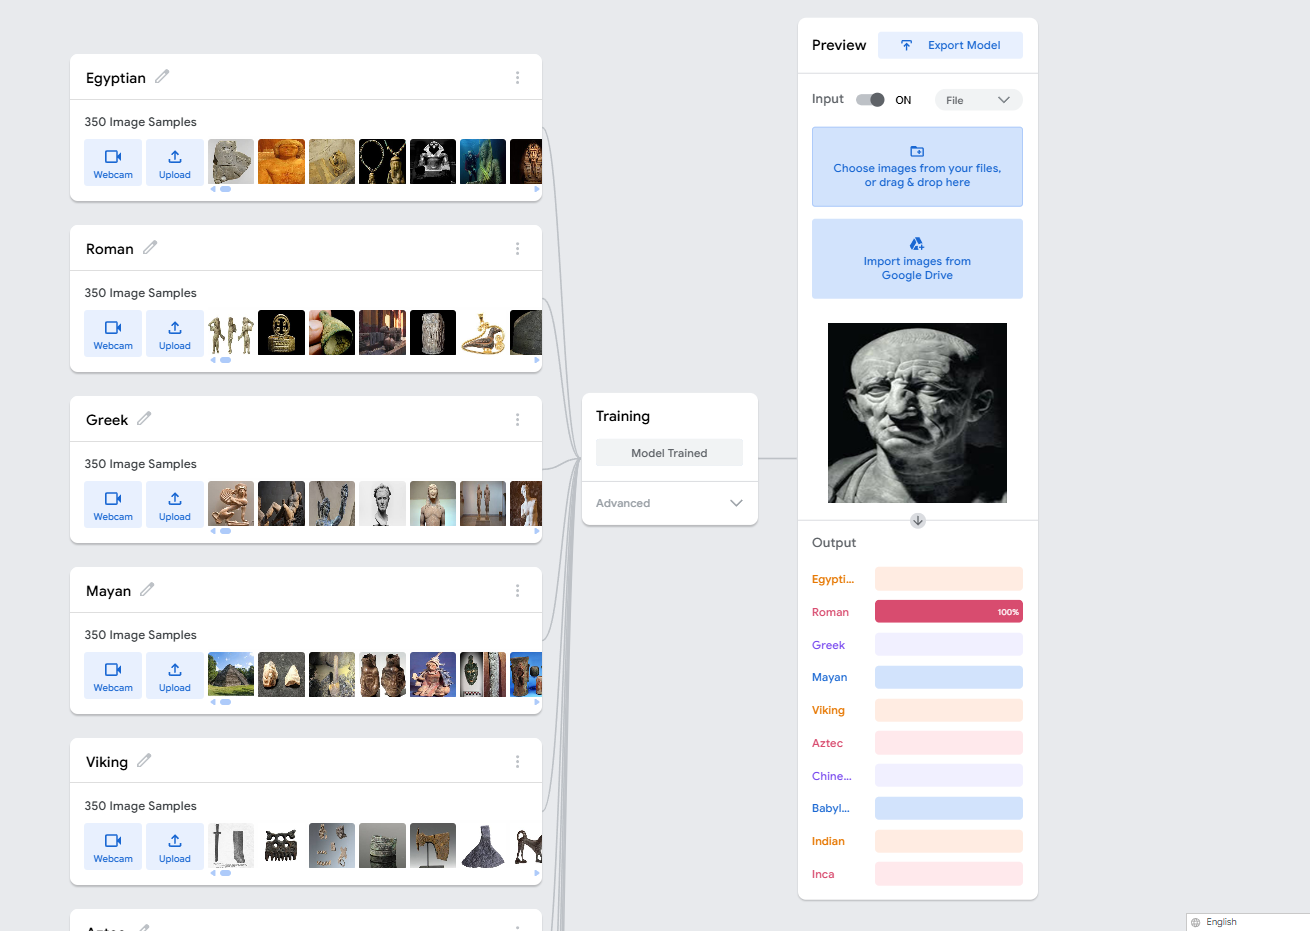 Egyptian
350 Image Samples
Webcam
Upload
Roman
350 Image Samples
Webcam
Upload
Greek
350 Image Samples
Webcam
Upload
Mayan
350 Image Samples
Webcam
Upload
Viking
350 Image Samples
Webcam
Upload
Training
Model Trained
Advanced
Preview
Export Model
Input
ON
File
Choose images from your files,
or drag & drop here
Import images from
Google Drive
Output
Egypti...
Roman
100%
Greek
Mayan
Viking
Aztec
Chine...
Babyl...
Indian
Inca
English